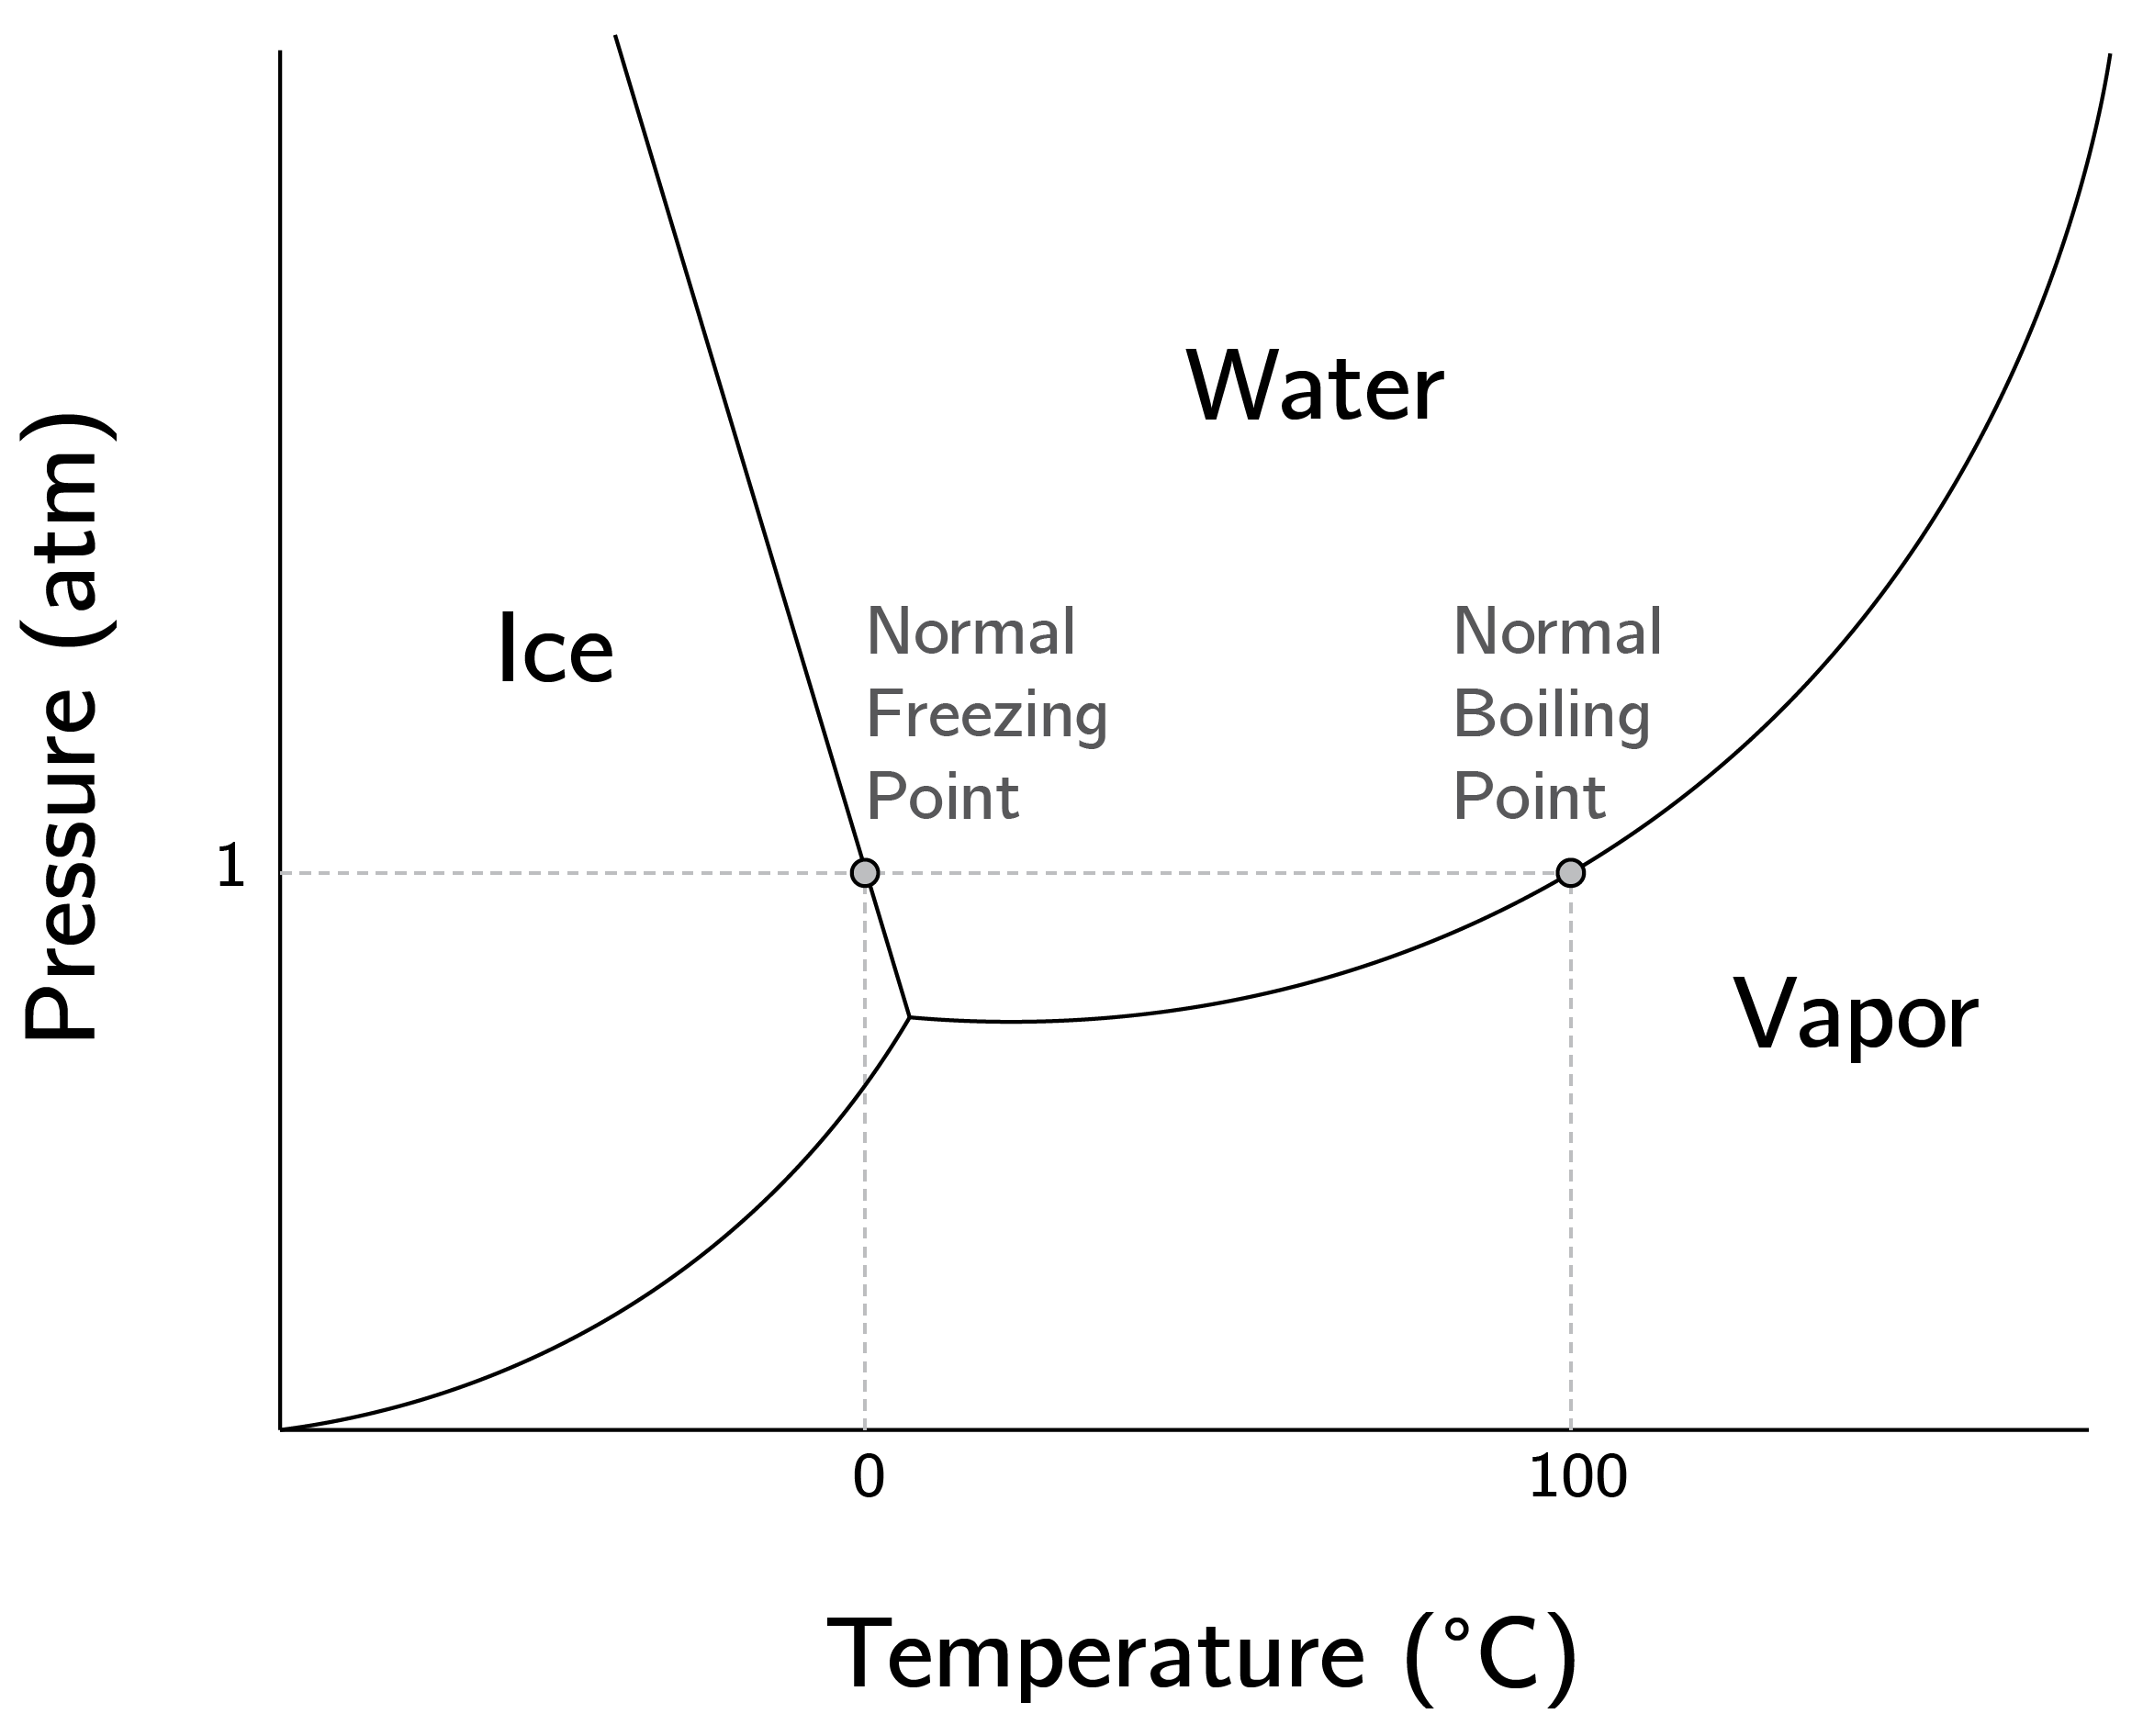 Pressure (atm)
Water
Ice
Normal
Freezing
Point
Normal
Boiling
Point
1
Vapor
0
100
Temperature (°C)